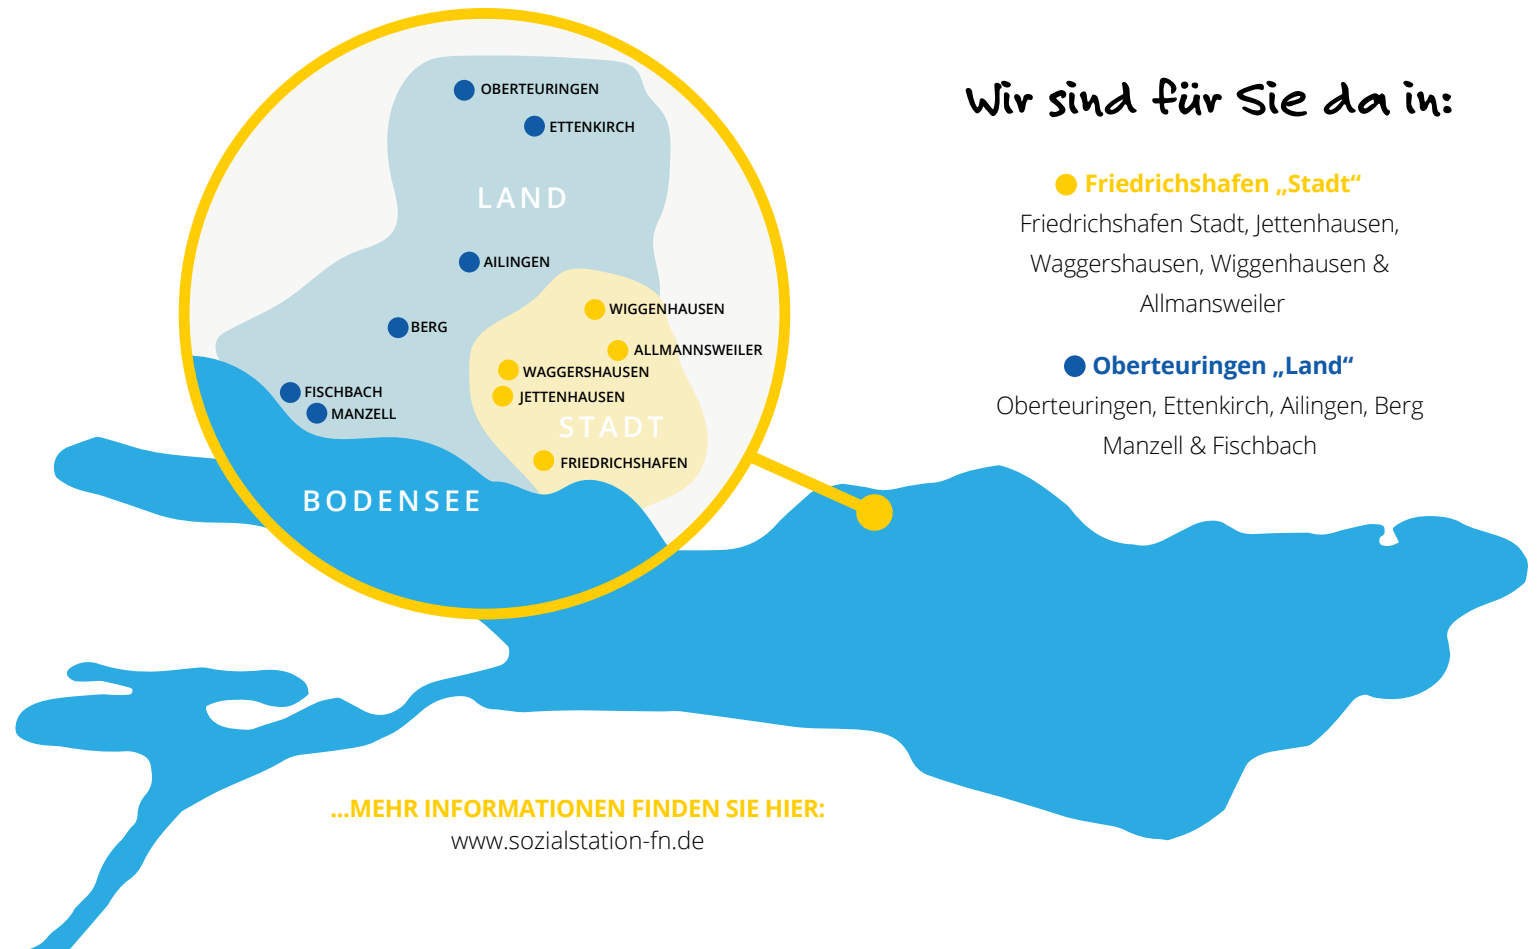 OBERTEURINGEN
ETTENKIRCH
LAND
AILINGEN
WIGGENHAUSEN
BERG
ALLMANNSWEILER
WAGGERSHAUSEN
FISCHBACH
JETTENHAUSEN
MANZELL
STADT
FRIEDRICHSHAFEN
BODENSEE
Wir sind für Sie da in:
Friedrichshafen „Stadt“
Friedrichshafen Stadt, Jettenhausen,
Waggershausen, Wiggenhausen &
Allmansweiler
Oberteuringen „Land“
Oberteuringen, Ettenkirch, Ailingen, Berg
Manzell & Fischbach
...MEHR INFORMATIONEN FINDEN SIE HIER:
www.sozialstation-fn.de